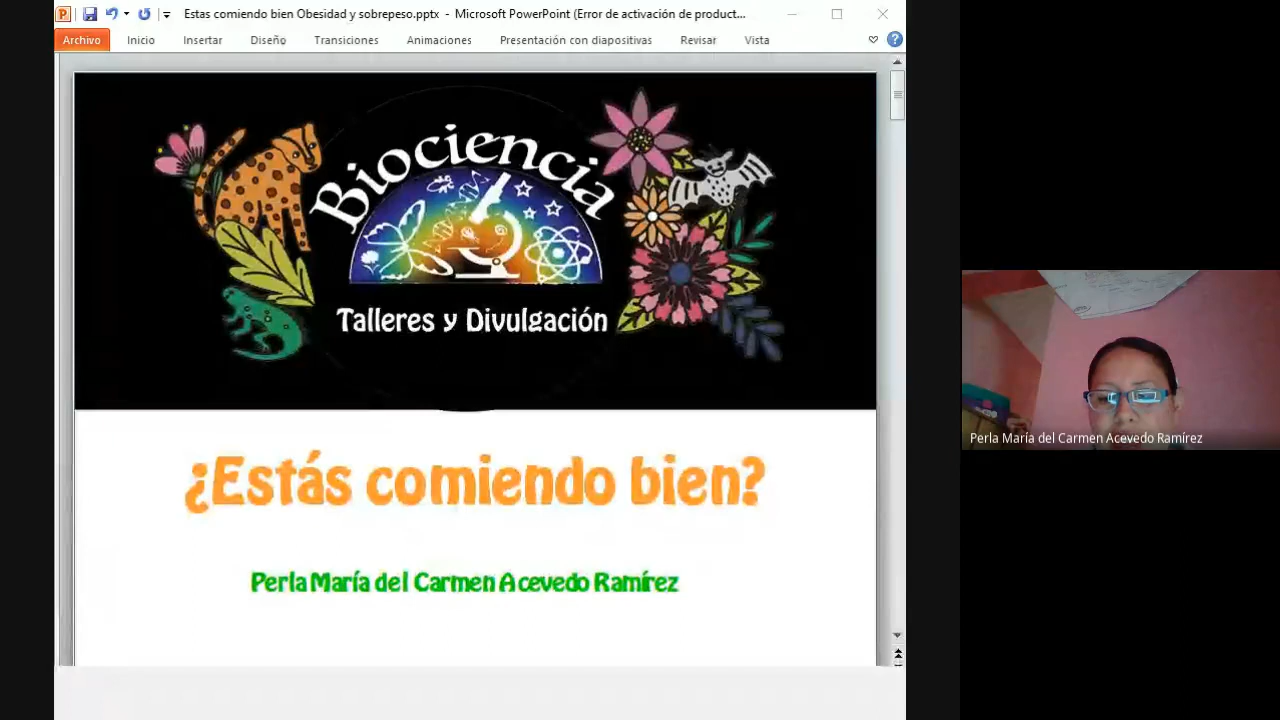 Estas comiendo bien Obesidad y sobrepeso.pptx - Microsoft PowerPoint (Error de activación de product...
Archivo Inicio Insertar Diseño Transiciones Animaciones Presentación con diapositivas Revisar Vista
Biociencia
Talleres y Divulgación
¿Estás comiendo bien?
Perla María del Carmen Acevedo Ramírez
Perla María del Carmen Acevedo Ramírez